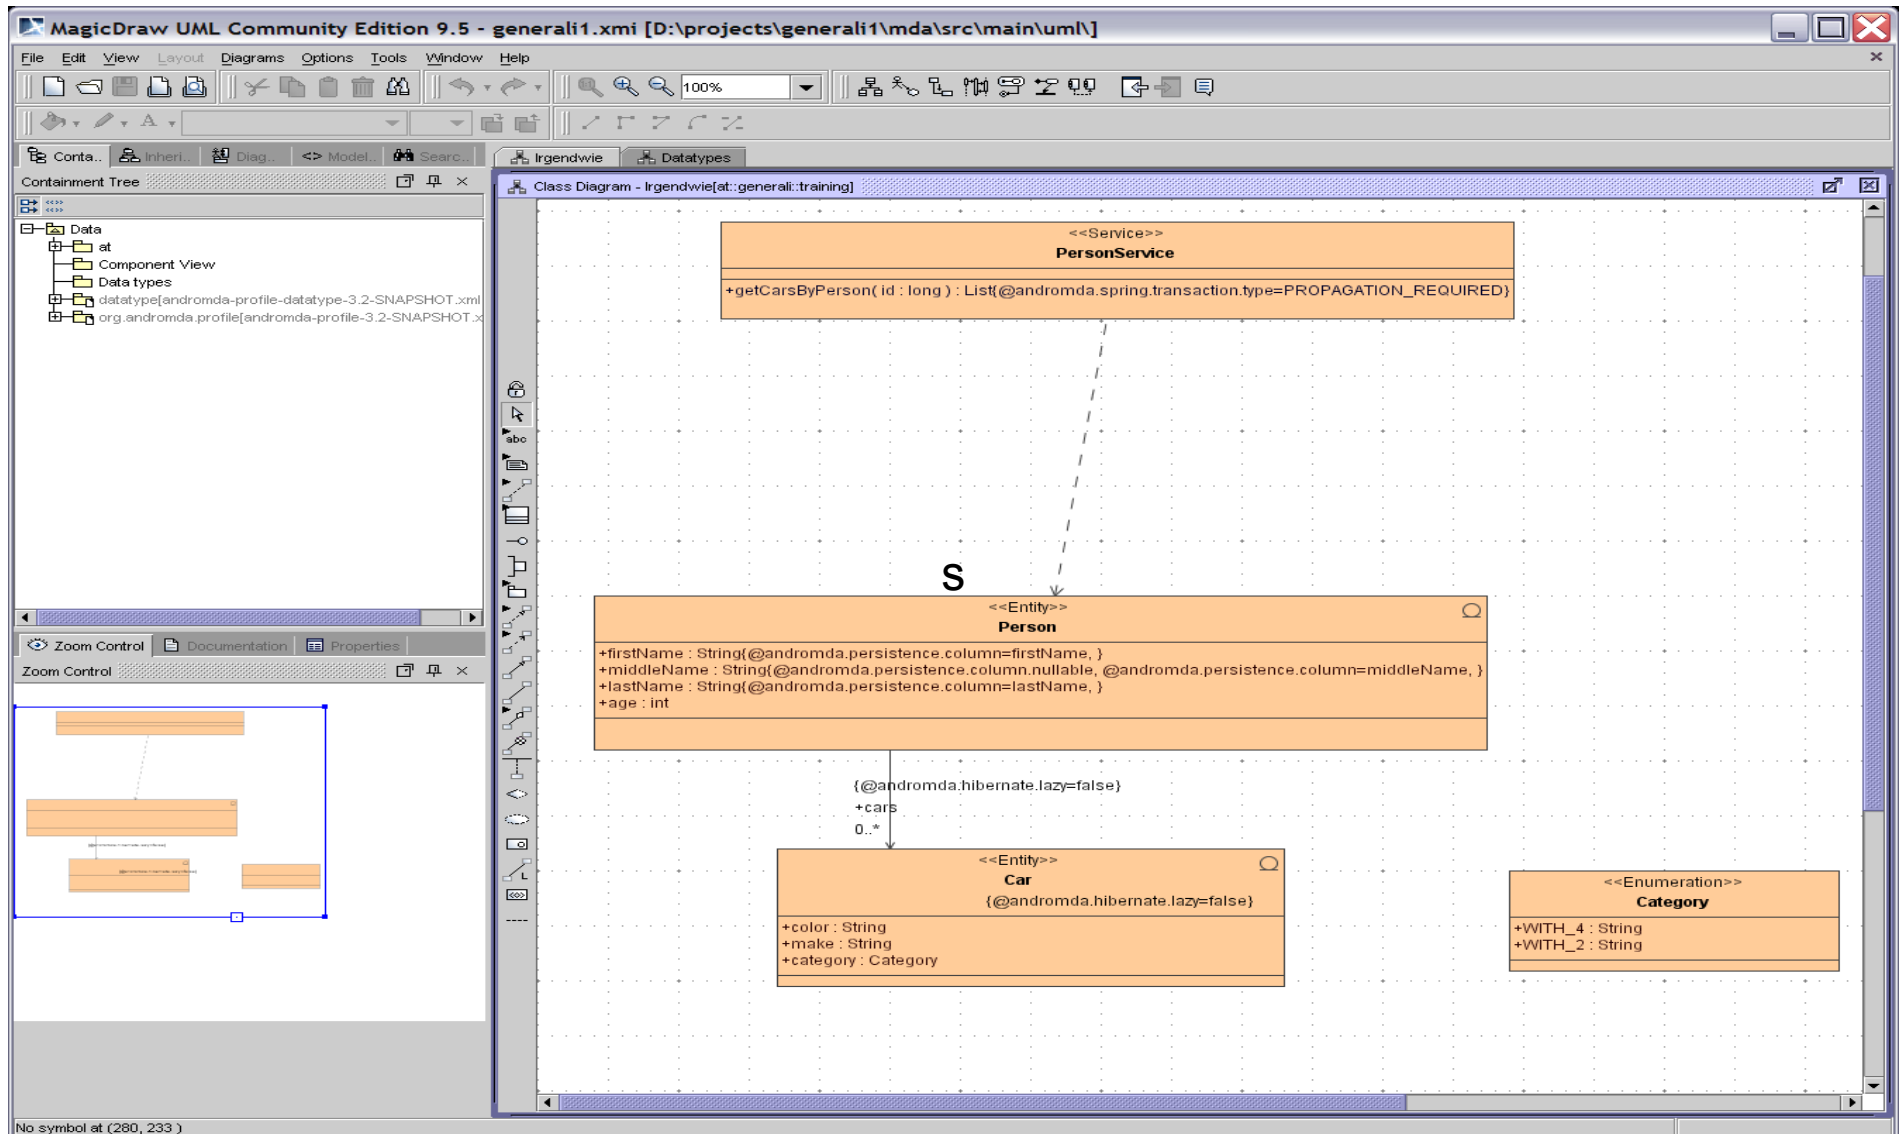 MagicDraw UML Community Edition 9.5 - generali1.xmi [D:\projects\generali1\mda\src\main\uml\]
File Edit View Layout Diagrams Options Tools Window Help
100%
Conta.. Inheri.. Diag.. Model.. Searc..
Irgendwie Datatypes
Containment Tree
Class Diagram - Irgendwie[at::generali::training]
Data
at
Component View
Data types
datatype[andromda-profile-datatype-3.2-SNAPSHOT.xml
org.andromda.profile[andromda-profile-3.2-SNAPSHOT.x
<<Service>>
PersonService
+getCarsByPerson( id : long ) : List{@andromda.spring.transaction.type=PROPAGATION_REQUIRED}
abc
S
<<Entity>>
Person
+firstName : String{@andromda.persistence.column=firstName, }
+middleName : String{@andromda.persistence.column.nullable, @andromda.persistence.column=middleName, }
+lastName : String{@andromda.persistence.column=lastName, }
+age : int
Zoom Control Documentation Properties
Zoom Control
{@andromda.hibernate.lazy=false}
+cars
0..*
<<Entity>>
Car
{@andromda.hibernate.lazy=false}
+color : String
+make : String
+category : Category
<<Enumeration>>
Category
+WITH_4 : String
+WITH_2 : String
No symbol at (280, 233 )